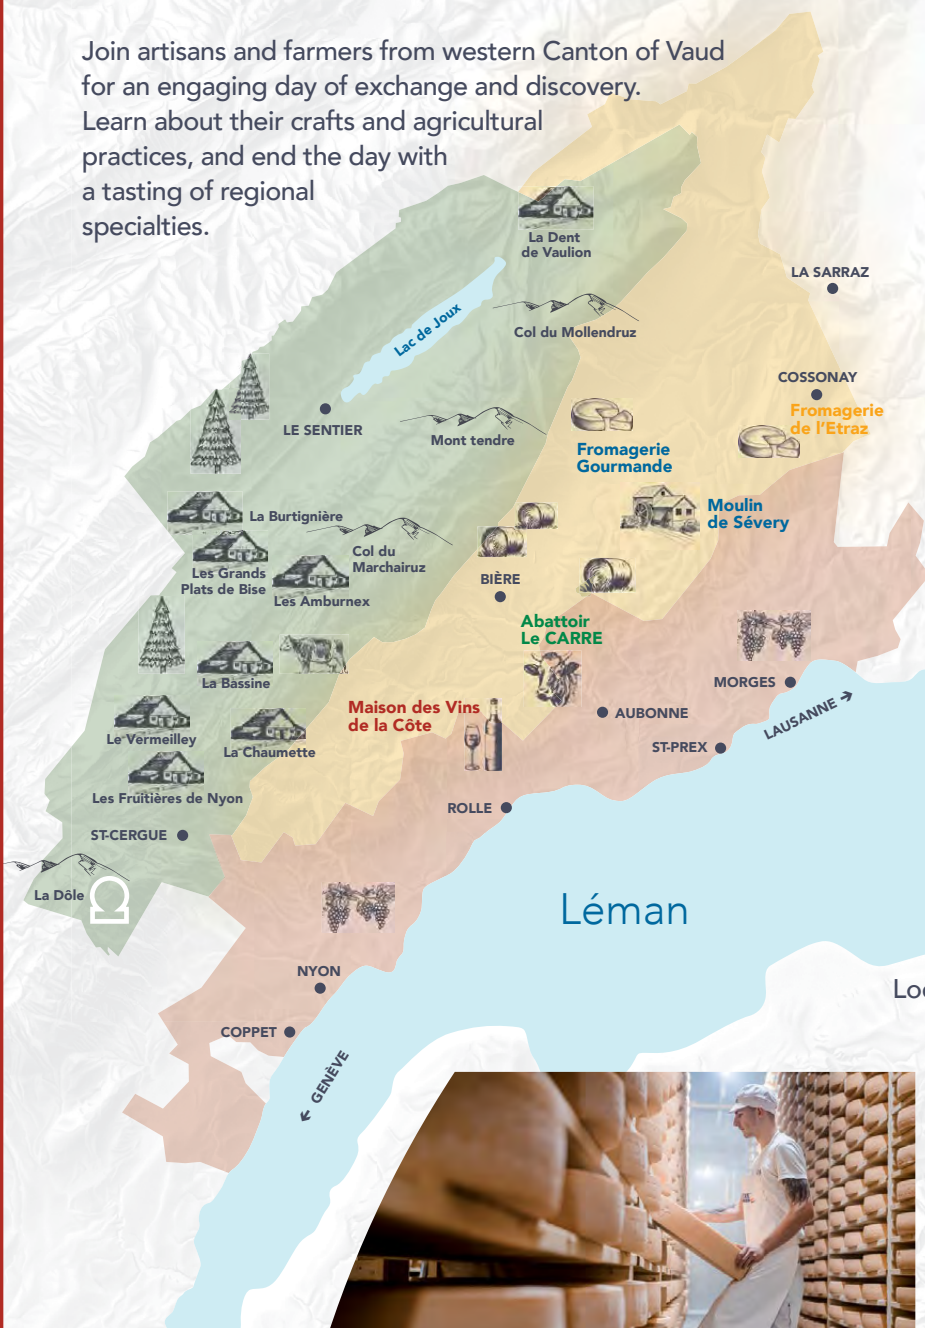 Join artisans and farmers from western Canton of Vaud
for an engaging day of exchange and discovery.
Learn about their crafts and agricultural
practices, and end the day with
a tasting of regional
specialties.
La Dent
de Vaulion
LA SARRAZ
Lac de Joux
Col du Mollendruz
COSSONAY
Fromagerie
de l'Etraz
LE SENTIER
Mont tendre
Fromagerie
Gourmande
Moulin
de Sévery
La Burtignière
Col du
Marchairuz
Les Grands
Plats de Bise
Les Amburnex
BIÈRE
Abattoir
Le CARRE
La Bassine
MORGES
Maison des Vins
de la Côte
AUBONNE
LAUSANNE →
Le Vermeilley
La Chaumette
ST-PREX
Les Fruitières de Nyon
ROLLE
ST-CERGUE
La Dôle
Léman
NYON
Loc
COPPET
← GENÈVE